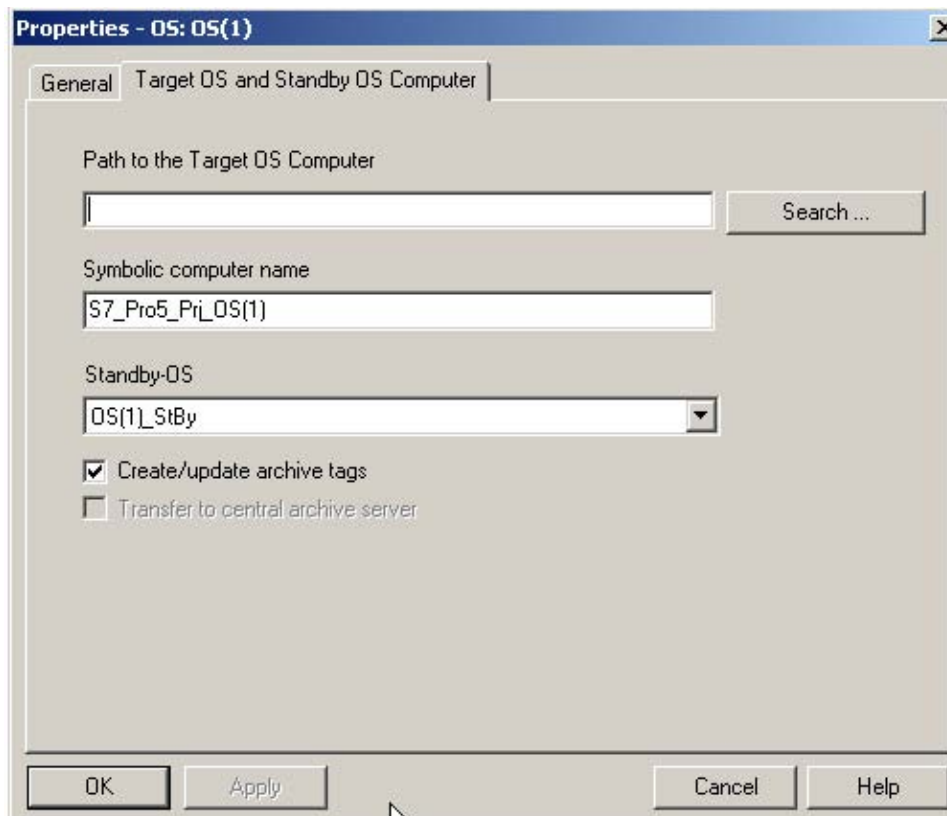 Properties - OS: OS(1)
General
Target OS and Standby OS Computer
Path to the Target OS Computer
Search ...
Symbolic computer name
S7_Pro5_Prj_OS(1)
Standby-OS
OS(1)_StBy
Create/update archive tags
Transfer to central archive server
OK
Apply
Cancel
Help